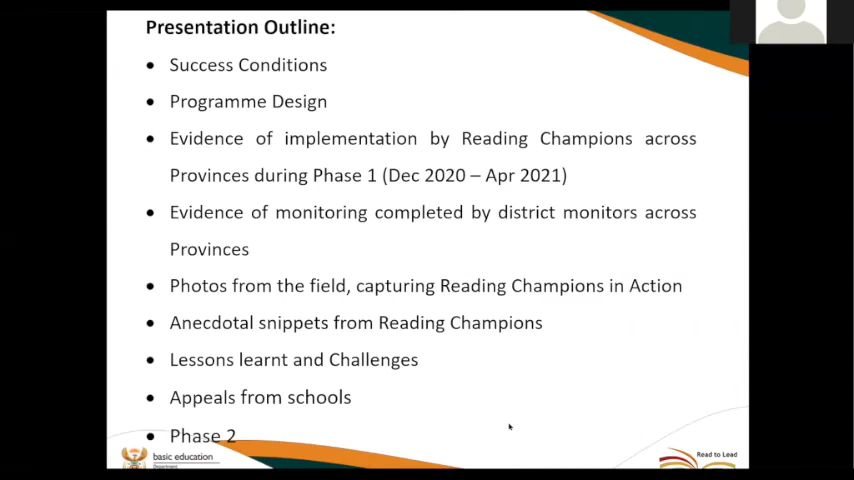 Presentation Outline:
• Success Conditions
• Programme Design
• Evidence of implementation by Reading Champions across
Provinces during Phase 1 (Dec 2020 – Apr 2021)
• Evidence of monitoring completed by district monitors across
Provinces
• Photos from the field, capturing Reading Champions in Action
• Anecdotal snippets from Reading Champions
• Lessons learnt and Challenges
• Appeals from schools
• Phase 2
basic education
Department:
Read to Lead